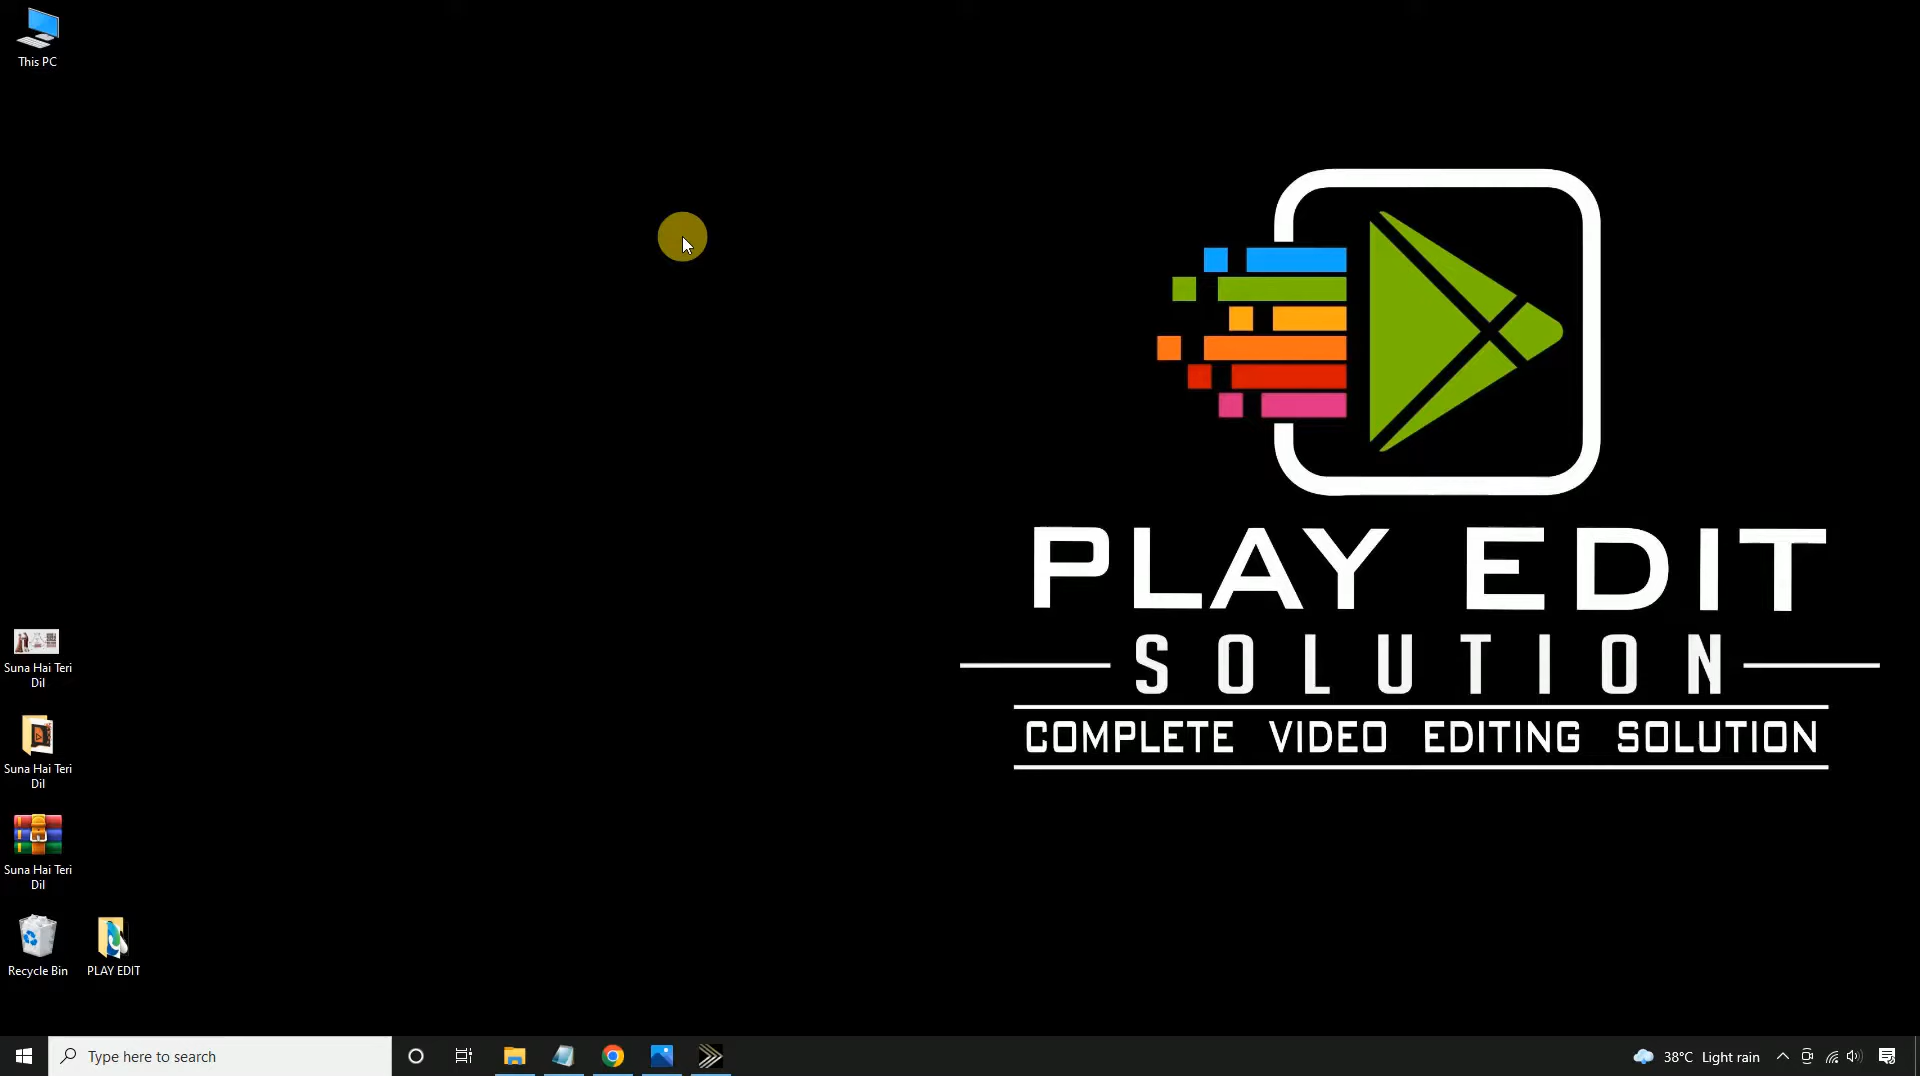 This PC
PLAY EDIT
SOLUTION
COMPLETE VIDEO EDITING SOLUTION
Suna Hai Teri
Dil
Suna Hai Teri
Dil
Suna Hai Teri
Dil
Recycle Bin
PLAY EDIT
Type here to search
38°C Light rain